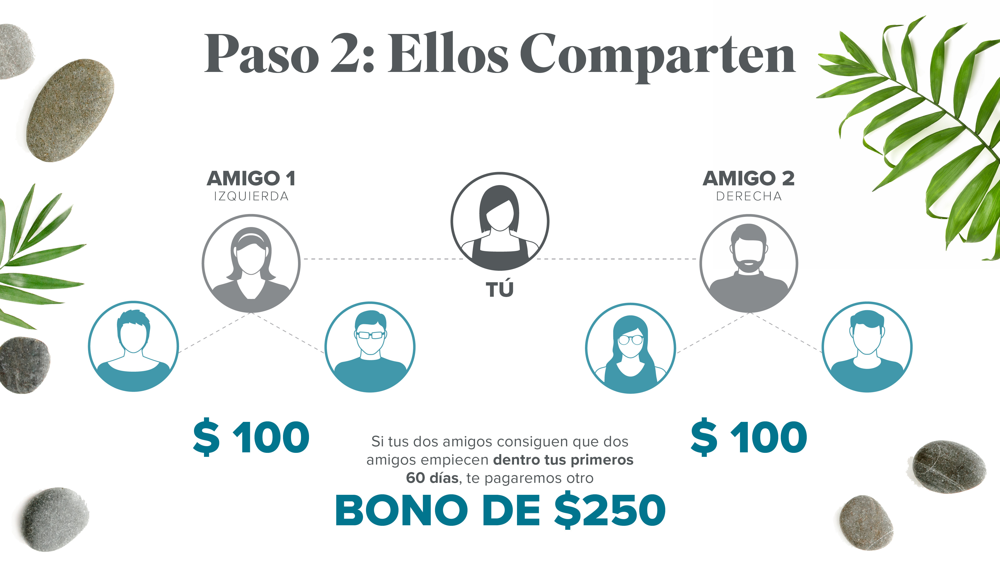 Paso 2: Ellos Comparten
AMIGO 1
IZQUIERDA
AMIGO 2
DERECHA
TÚ
$ 100
$ 100
Si tus dos amigos consiguen que dos
amigos empiecen dentro tus primeros
60 días, te pagaremos otro
BONO DE $250